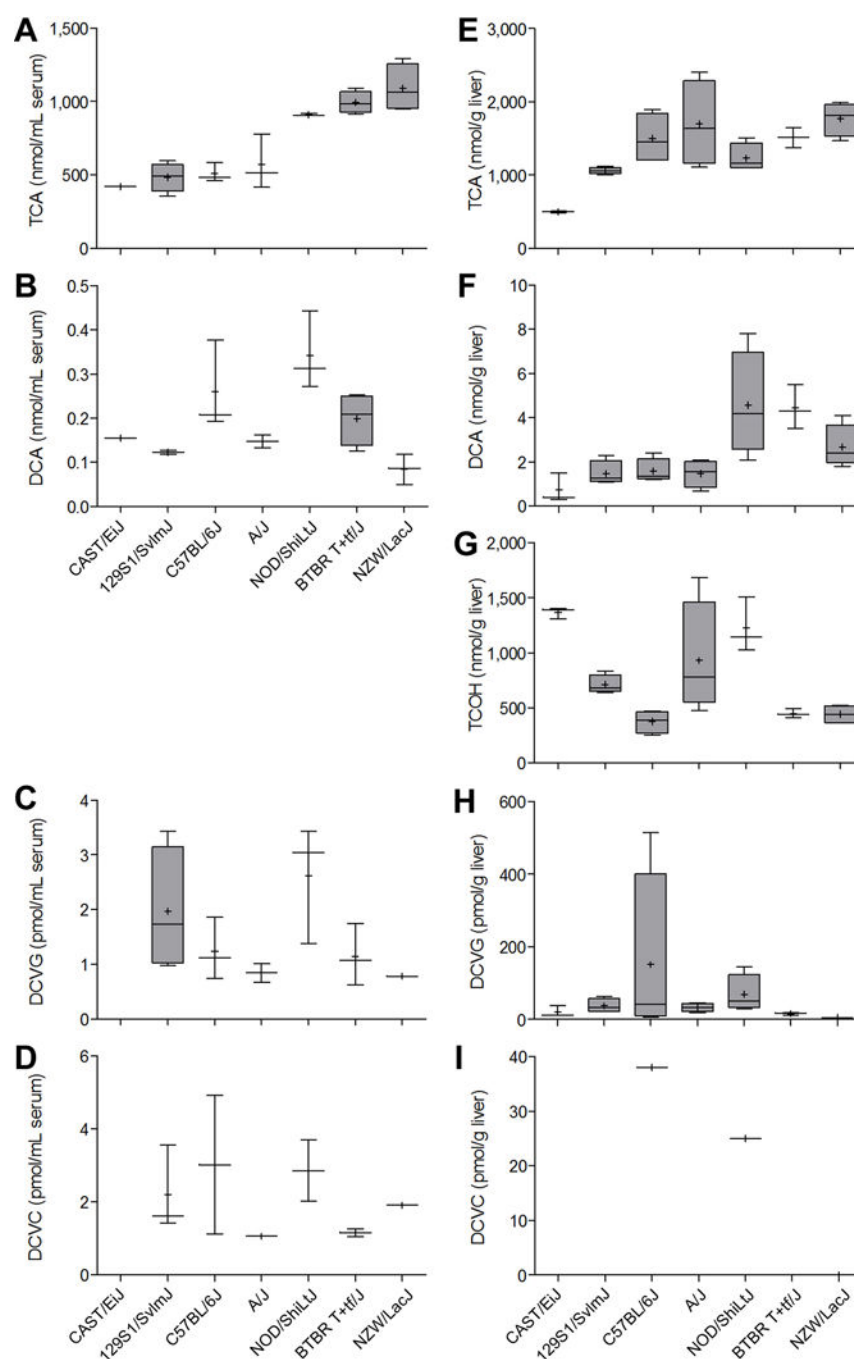 A
TCA (nmol/mL serum)
1,500
1,000
500
0
B
DCA (nmol/mL serum)
0.5
0.4
0.3
0.2
0.1
0.0
CAST/EiJ
129S1/SvlmJ
C57BL/6J
A/J
NOD/ShiLtJ
BTBR T+tf/J
NZW/LacJ
C
DCVG (pmol/mL serum)
4
3
2
1
0
D
DCVC (pmol/mL serum)
6
4
2
0
CAST/EiJ
129S1/SvlmJ
C57BL/6J
A/J
NOD/ShiLtJ
BTBR T+tf/J
NZW/LacJ
E
TCA (nmol/g liver)
3,000
2,000
1,000
0
F
DCA (nmol/g liver)
10
8
6
4
2
0
G
TCOH (nmol/g liver)
2,000
1,500
1,000
500
0
H
DCVG (pmol/g liver)
600
400
200
0
I
DCVC (pmol/g liver)
40
30
20
10
0
CAST/EiJ
129S1/SvlmJ
C57BL/6J
A/J
NOD/ShiLtJ
BTBR T+tf/J
NZW/LacJ